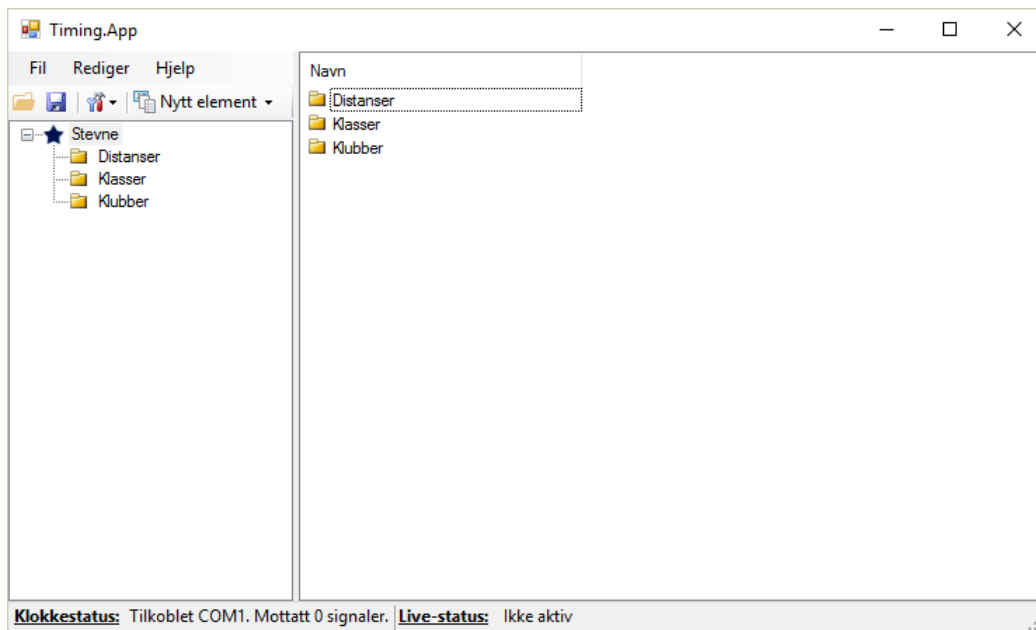 Timing.App
Fil Rediger Hjelp
Nytt element
Stevne
Distanser
Klasser
Klubber
Navn
Distanser
Klasser
Klubber
Klokkestatus: Tilkoblet COM1. Mottatt 0 signaler. Live-status: Ikke aktiv